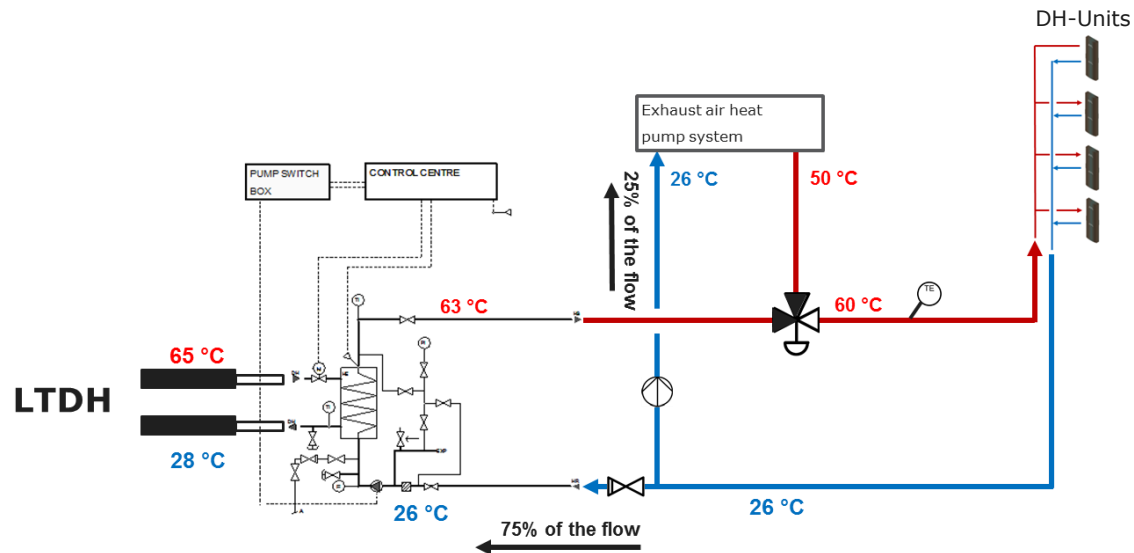 DH-Units
Exhaust air heat
pump system
PUMP SWITCH
BOX
CONTROL CENTRE
26 °C
50 °C
25% of the flow
63 °C
60 °C
TE
65 °C
LTDH
28 °C
26 °C
26 °C
75% of the flow